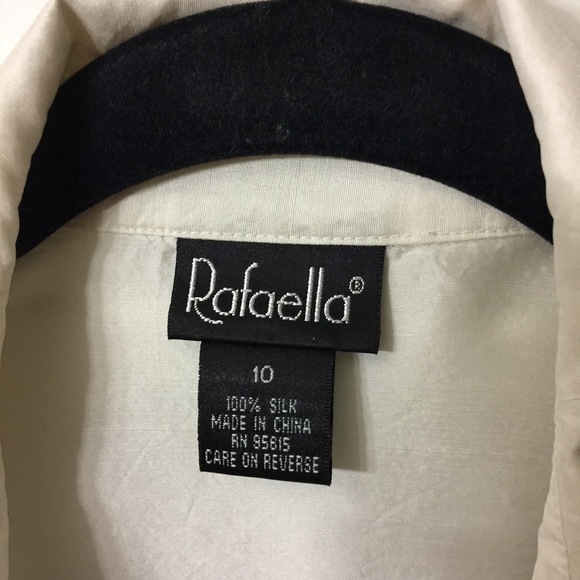 Rafaella®
10
100% SILK
MADE IN CHINA
RN 95615
CARE ON REVERSE